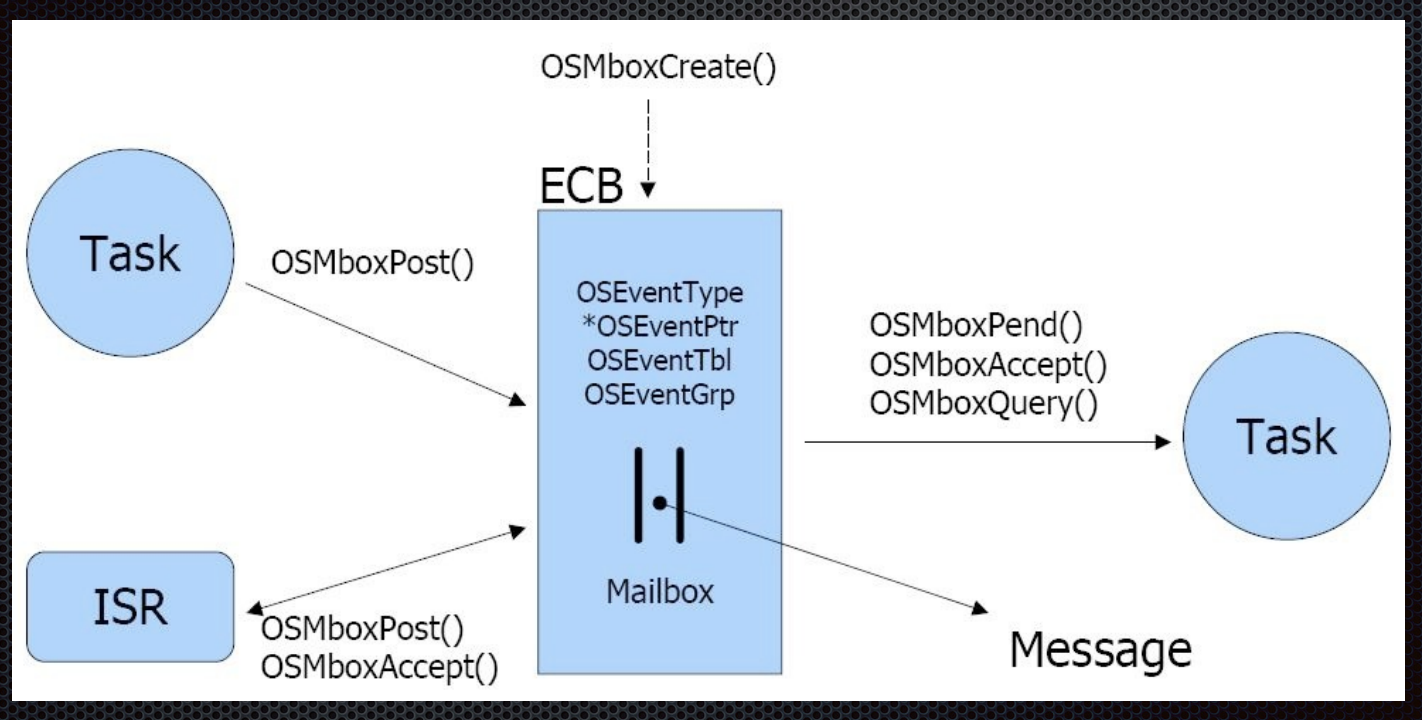 OSMboxCreate()
ECB
Task
OSMboxPost()
OSEventType
*OSEventPtr
OSEventTbl
OSEventGrp
OSMboxPend()
OSMboxAccept()
OSMboxQuery()
Task
Mailbox
ISR
OSMboxPost()
OSMboxAccept()
Message